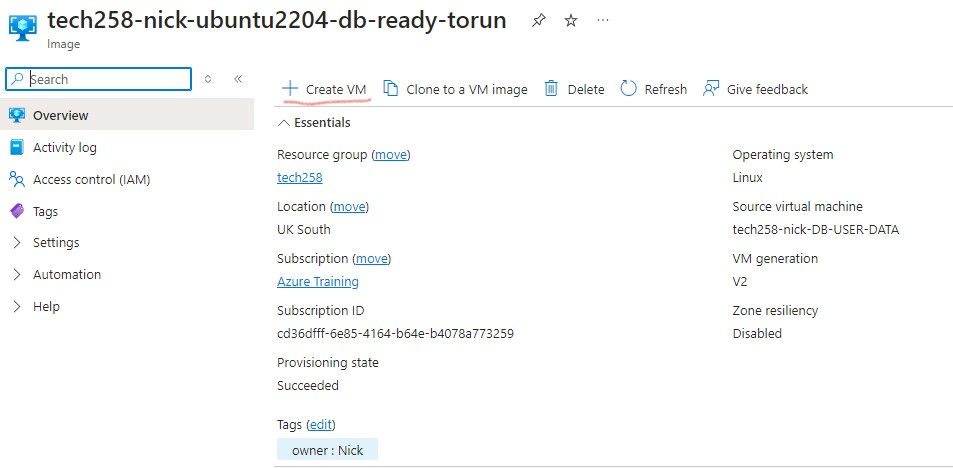 tech258-nick-ubuntu2204-db-ready-torun
Image
Search
Overview
Activity log
Access control (IAM)
Tags
Settings
Automation
Help
Create VM
Clone to a VM image
Delete
Refresh
Give feedback
Essentials
Resource group (move)
tech258
Location (move)
UK South
Subscription (move)
Azure Training
Subscription ID
cd36dfff-6e85-4164-b64e-b4078a773259
Provisioning state
Succeeded
Operating system
Linux
Source virtual machine
tech258-nick-DB-USER-DATA
VM generation
V2
Zone resiliency
Disabled
Tags (edit)
owner : Nick